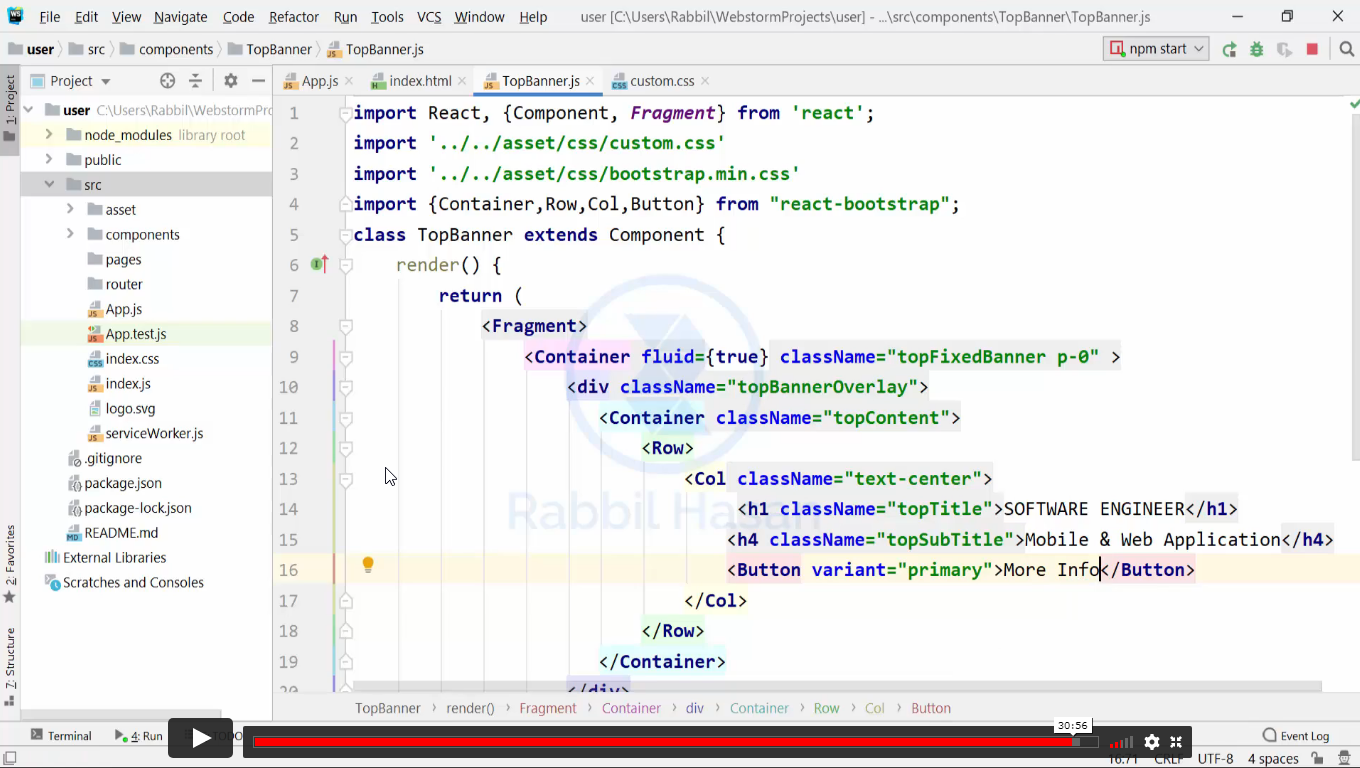 WS File Edit View Navigate Code Refactor Run Tools VCS Window Help user [C:\Users\Rabbil\WebstormProjects\user] - ...\src\components\TopBanner\TopBanner.js
user src components TopBanner TopBanner.js npm start
Project App.js index.html TopBanner.js custom.css
1: Project
user C:\Users\Rabbil\WebstormProj
node_modules library root
public
src
asset
components
pages
router
App.js
App.test.js
index.css
index.js
logo.svg
serviceWorker.js
.gitignore
package.json
package-lock.json
README.md
External Libraries
Scratches and Consoles
2: Favorites
7: Structure
1 import React, {Component, Fragment} from 'react';
2 import '../../asset/css/custom.css'
3 import '../../asset/css/bootstrap.min.css'
4 import {Container,Row,Col,Button} from "react-bootstrap";
5 class TopBanner extends Component {
6 render() {
7 return (
8 <Fragment>
9 <Container fluid={true} className="topFixedBanner p-0" >
10 <div className="topBannerOverlay">
11 <Container className="topContent">
12 <Row>
13 <Col className="text-center">
14 <h1 className="topTitle">SOFTWARE ENGINEER</h1>
15 <h4 className="topSubTitle">Mobile & Web Application</h4>
16 <Button variant="primary">More Info</Button>
17 </Col>
18 </Row>
19 </Container>
20 </div>
Rabbil Hasan
TopBanner render() Fragment Container div Container Row Col Button
30:56
Terminal 4: Run TODO Event Log
16:71 CRLF UTF-8 4 spaces